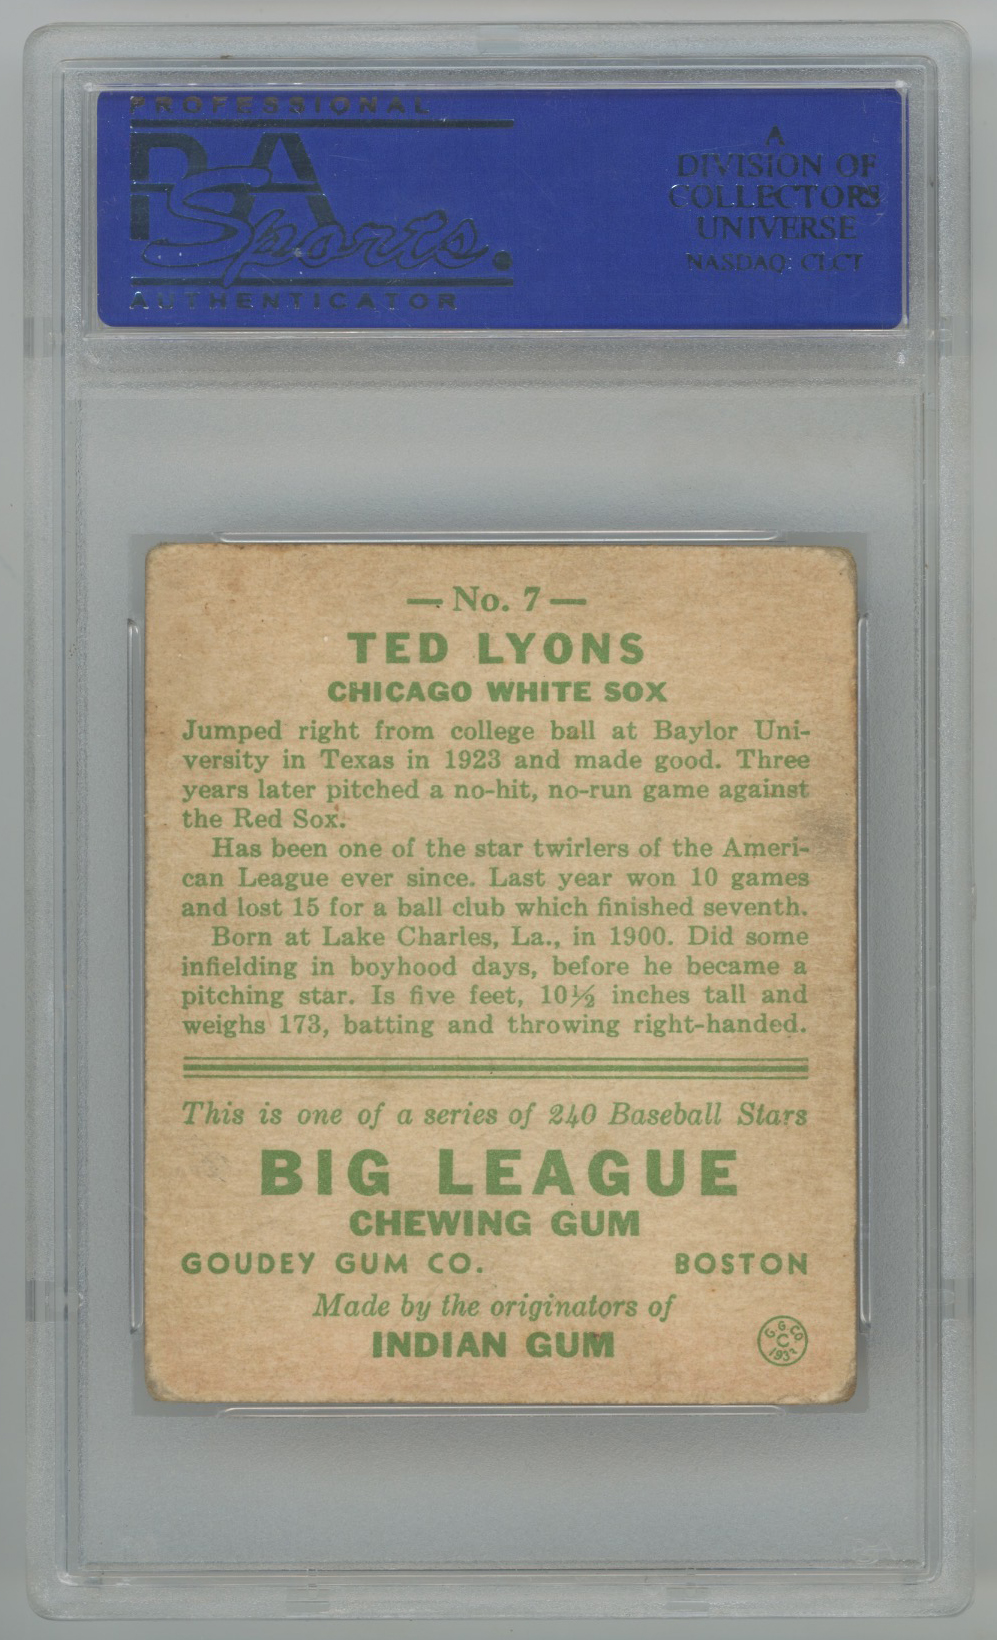 PROFESSIONAL
PSA
Sports.
AUTHENTICATOR
A
DIVISION OF
COLLECTORS
UNIVERSE
NASDAQ: CLCT
— No. 7 —
TED LYONS
CHICAGO WHITE SOX
Jumped right from college ball at Baylor Uni-
versity in Texas in 1923 and made good. Three
years later pitched a no-hit, no-run game against
the Red Sox.
Has been one of the star twirlers of the Ameri-
can League ever since. Last year won 10 games
and lost 15 for a ball club which finished seventh.
Born at Lake Charles, La., in 1900. Did some
infielding in boyhood days, before he became a
pitching star. Is five feet, 10½ inches tall and
weighs 173, batting and throwing right-handed.
This is one of a series of 240 Baseball Stars
BIG LEAGUE
CHEWING GUM
GOUDEY GUM CO. BOSTON
Made by the originators of
INDIAN GUM
G.G.CO.
C